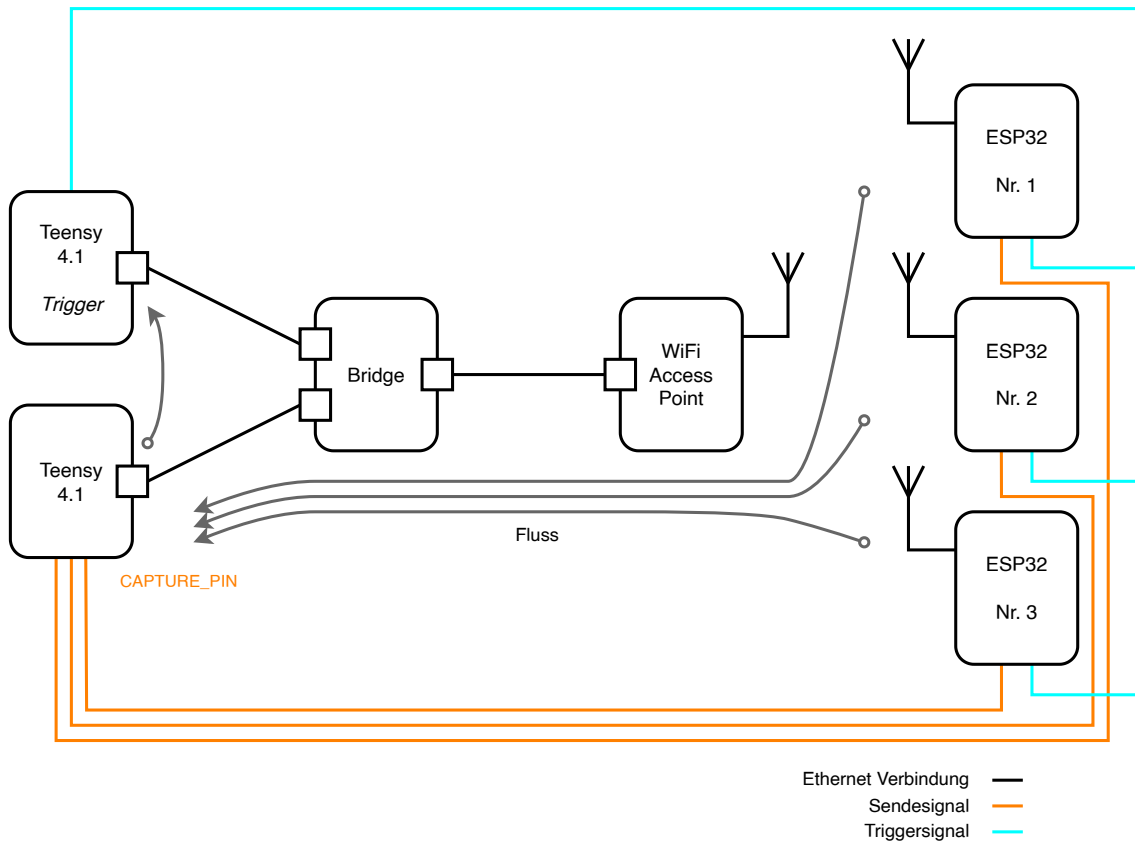 ESP32
Nr. 1
Teensy
4.1
Trigger
Bridge
WiFi
Access
Point
ESP32
Nr. 2
Teensy
4.1
Fluss
ESP32
Nr. 3
CAPTURE_PIN
Ethernet Verbindung
Sendesignal
Triggersignal